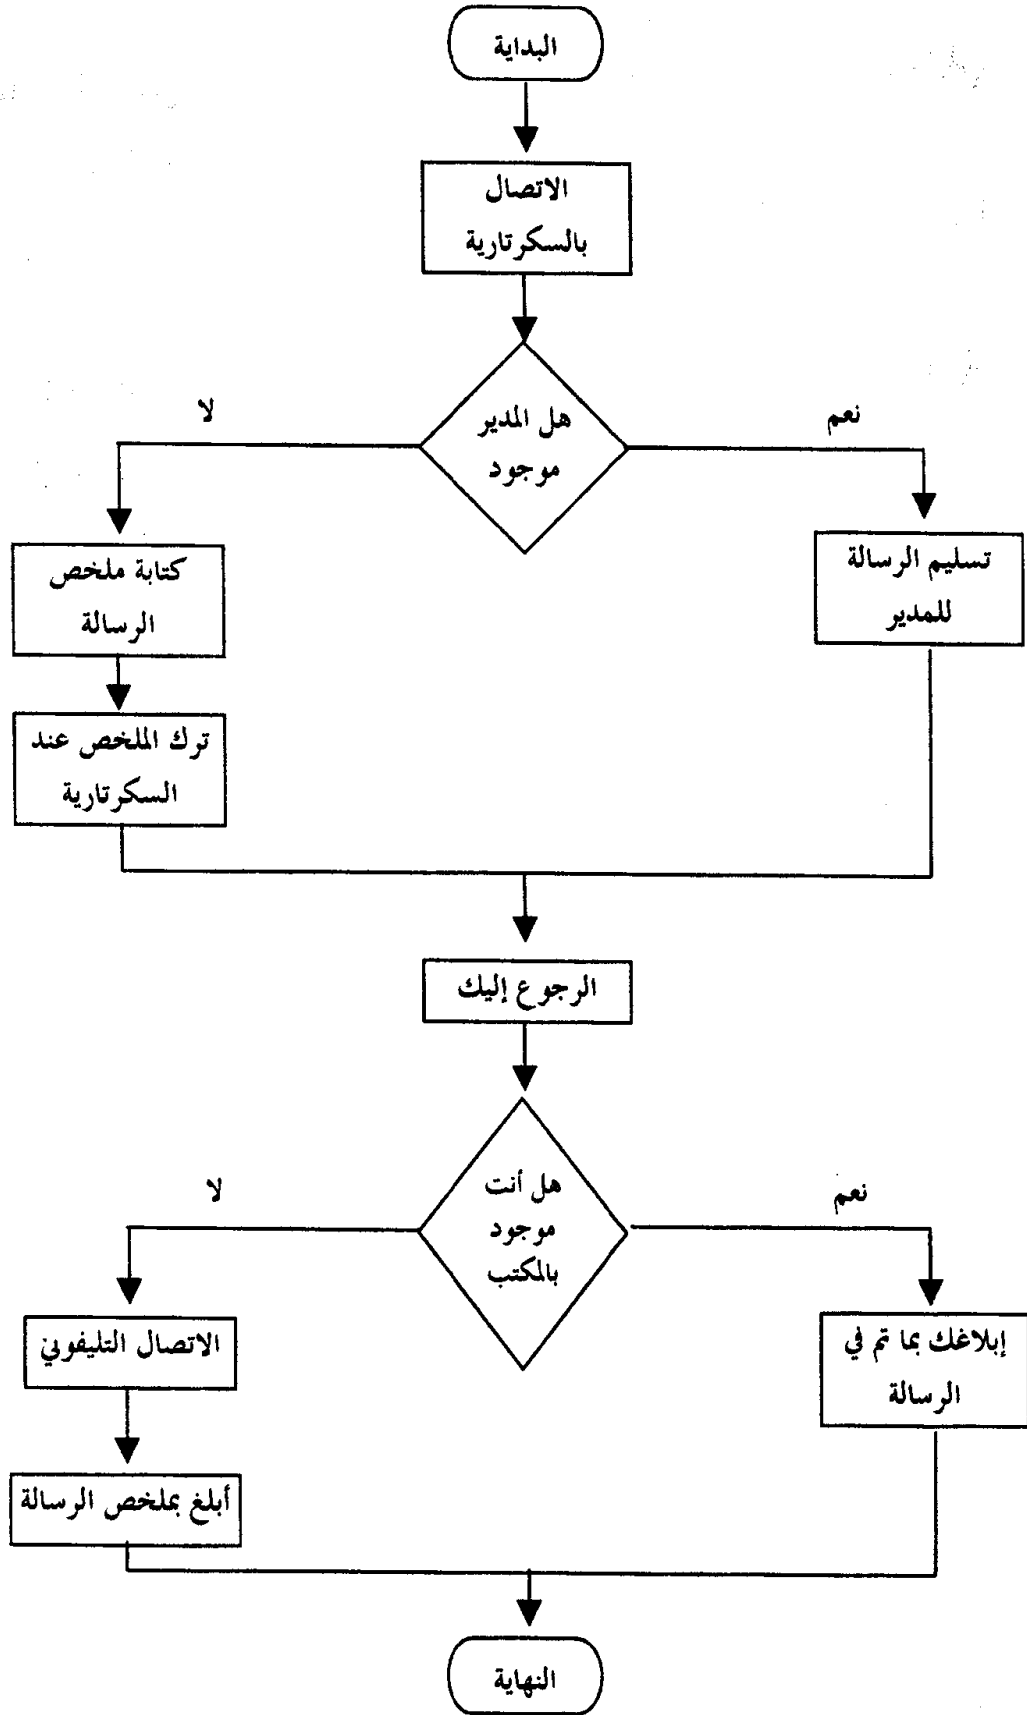 البداية
الاتصال
بالسكرتارية
هل المدير
موجود
نعم
لا
تسليم الرسالة
للمدير
كتابة ملخص
الرسالة
ترك الملخص عند
السكرتارية
الرجوع إليك
هل أنت
موجود
بالمكتب
نعم
لا
إبلاغك بما تم في
الرسالة
الاتصال التليفوني
أبلغ بملخص الرسالة
النهاية